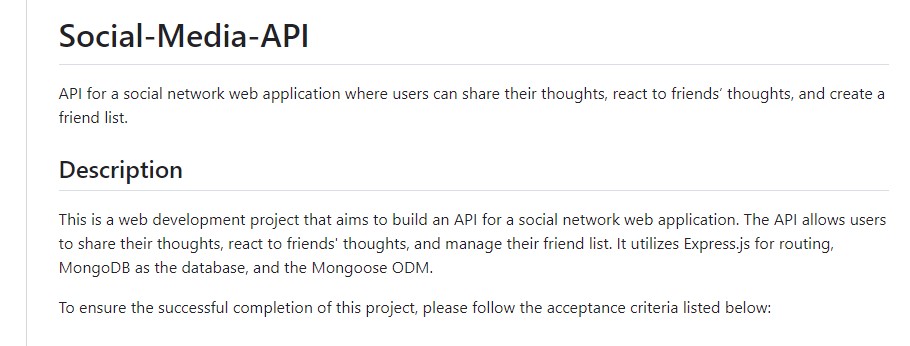 Social-Media-API
API for a social network web application where users can share their thoughts, react to friends’ thoughts, and create a
friend list.
Description
This is a web development project that aims to build an API for a social network web application. The API allows users
to share their thoughts, react to friends' thoughts, and manage their friend list. It utilizes Express.js for routing,
MongoDB as the database, and the Mongoose ODM.
To ensure the successful completion of this project, please follow the acceptance criteria listed below: